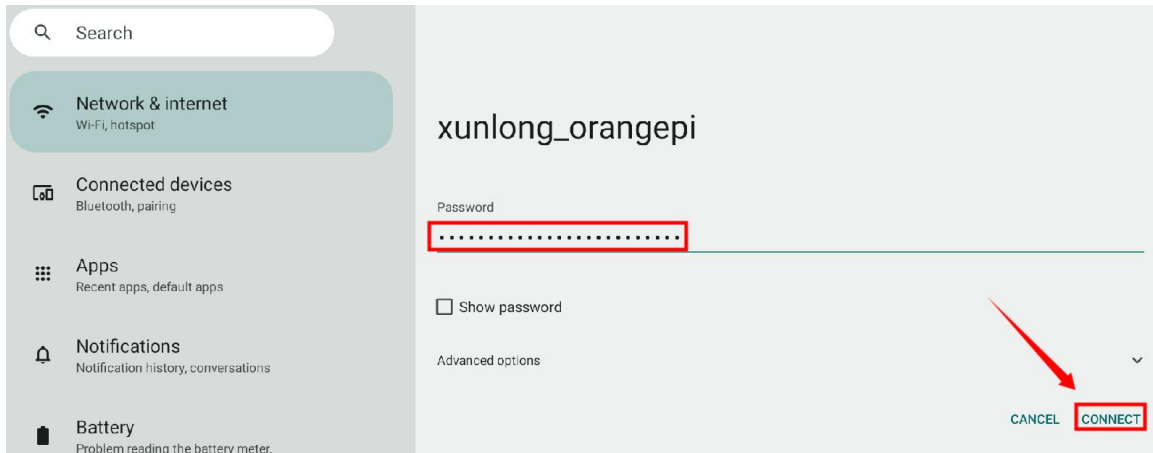 Search
Network & internet
Wi-Fi, hotspot
Connected devices
Bluetooth, pairing
Apps
Recent apps, default apps
Notifications
Notification history, conversations
Battery
Problem reading the battery meter.
xunlong_orangepi
Password
•••••••••••••••••••••••••
Show password
Advanced options
CANCEL
CONNECT